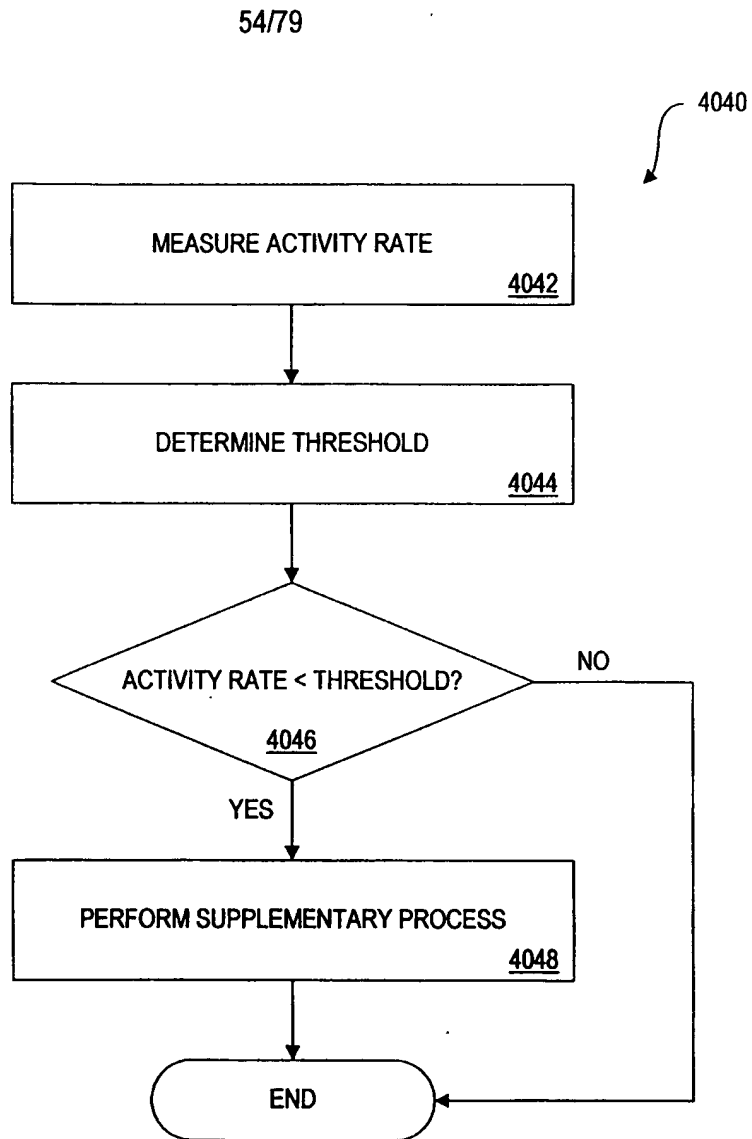 54/79
4040
MEASURE ACTIVITY RATE
4042
DETERMINE THRESHOLD
4044
ACTIVITY RATE < THRESHOLD?
NO
4046
YES
PERFORM SUPPLEMENTARY PROCESS
4048
END